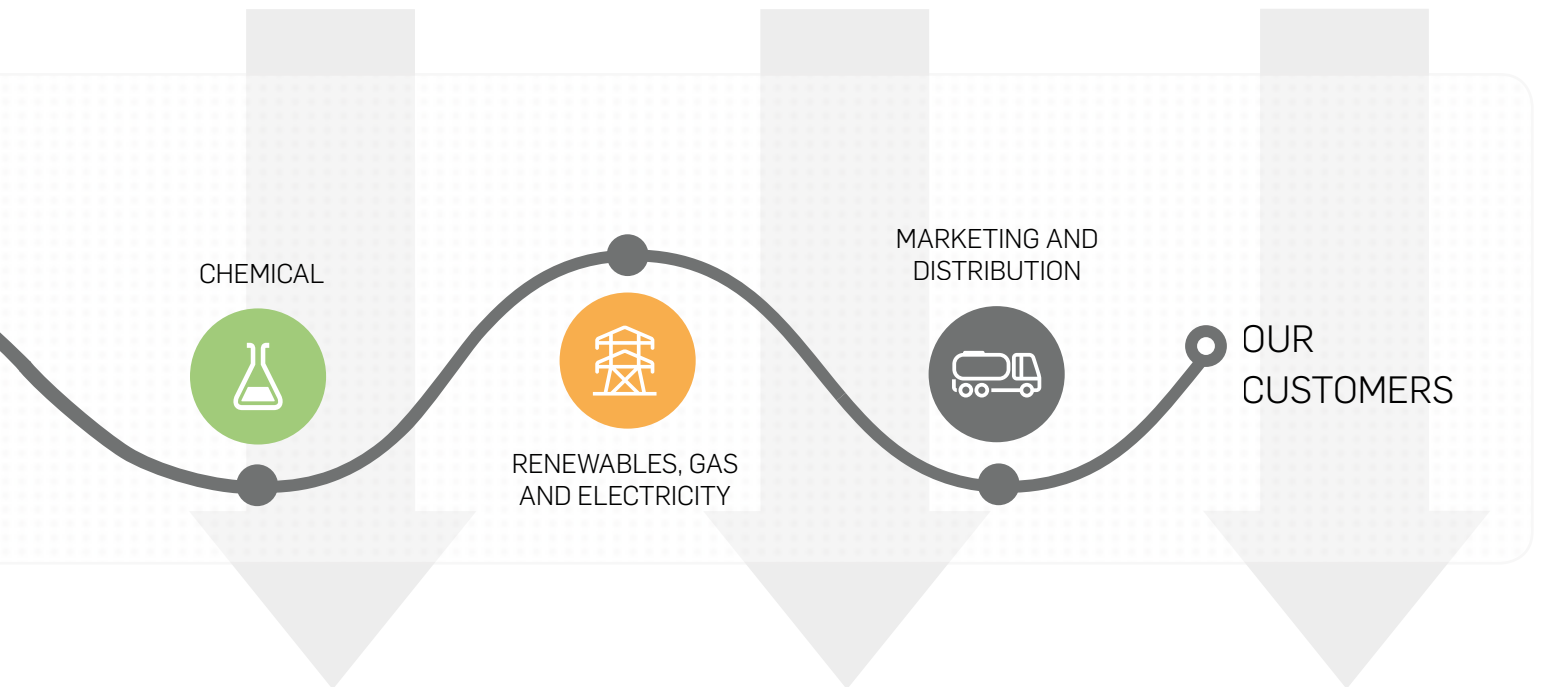 CHEMICAL
RENEWABLES, GAS
AND ELECTRICITY
MARKETING AND
DISTRIBUTION
OUR
CUSTOMERS